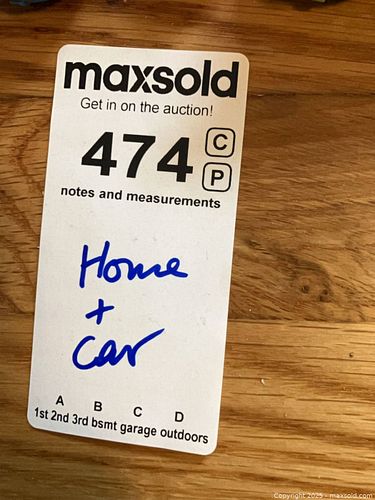 maxsold
Get in on the auction!
474 C
P
notes and measurements
Home
+
Car
A B C D
1st 2nd 3rd bsmt garage outdoors
Copyright 2025 - maxsold.com